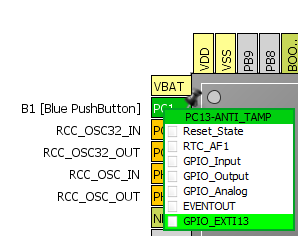 VDD
VSS
PB9
PB8
BOO..
VBAT
B1 [Blue PushButton]
PC1
PC13-ANTI_TAMP
RCC_OSC32_IN
PC
Reset_State
RTC_AF1
RCC_OSC32_OUT
PC
GPIO_Input
RCC_OSC_IN
PH
GPIO_Output
RCC_OSC_OUT
PH
GPIO_Analog
EVENTOUT
GPIO_EXTI13